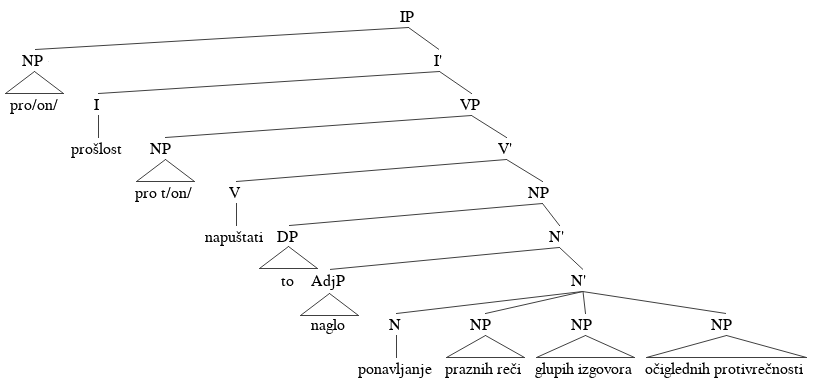 IP
NP I'
pro/on/ I VP
prošlost NP V'
pro t/on/ V NP
napuštati DP N'
to AdjP N'
naglo N NP NP NP
ponavljanje praznih reči glupih izgovora očiglednih protivrečnosti